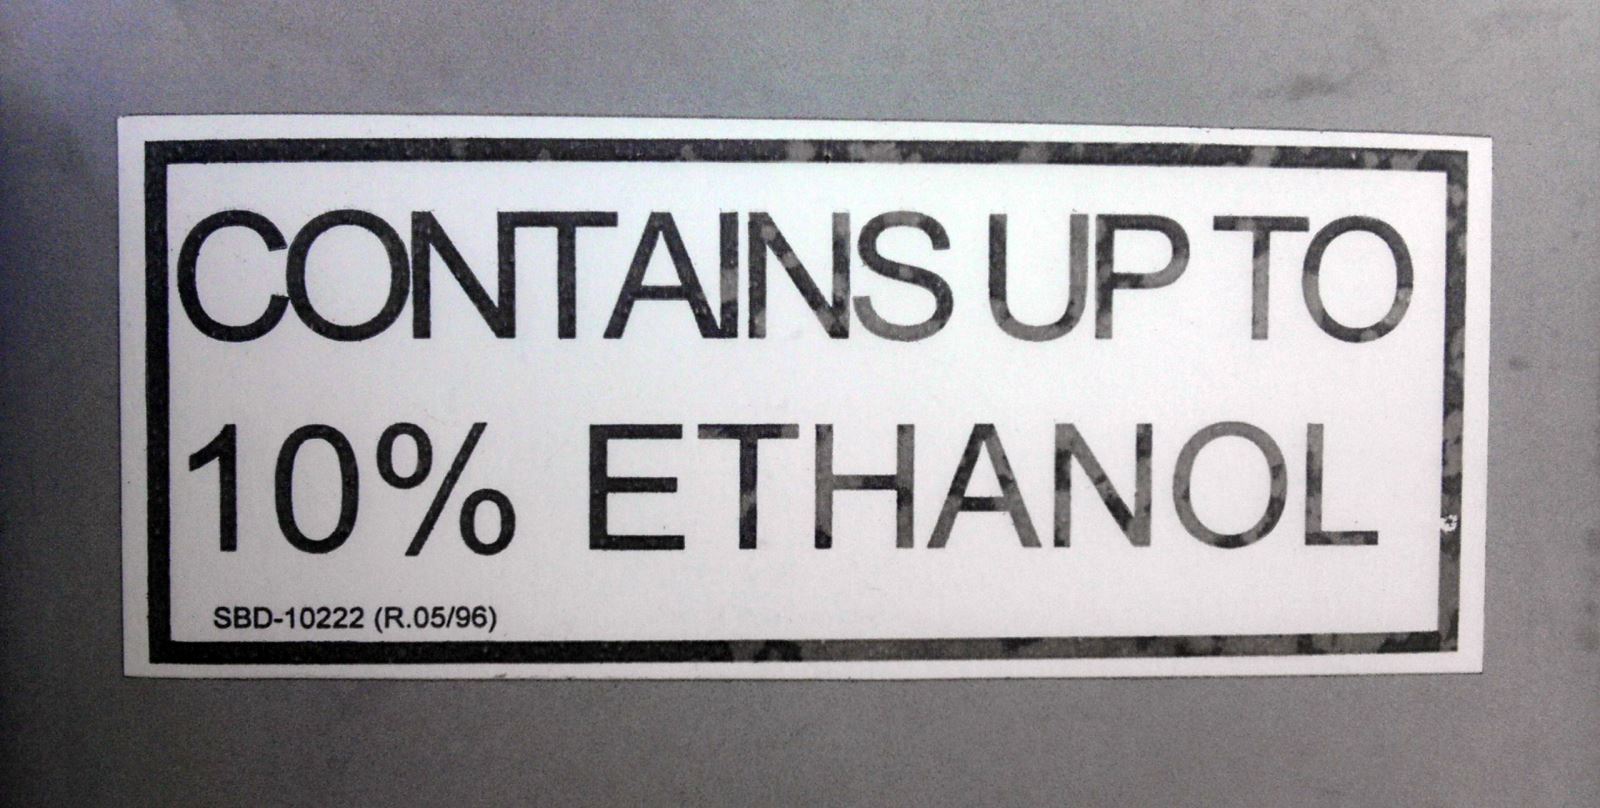 CONTAINS UP TO
10% ETHANOL
SBD-10222 (R.05/96)